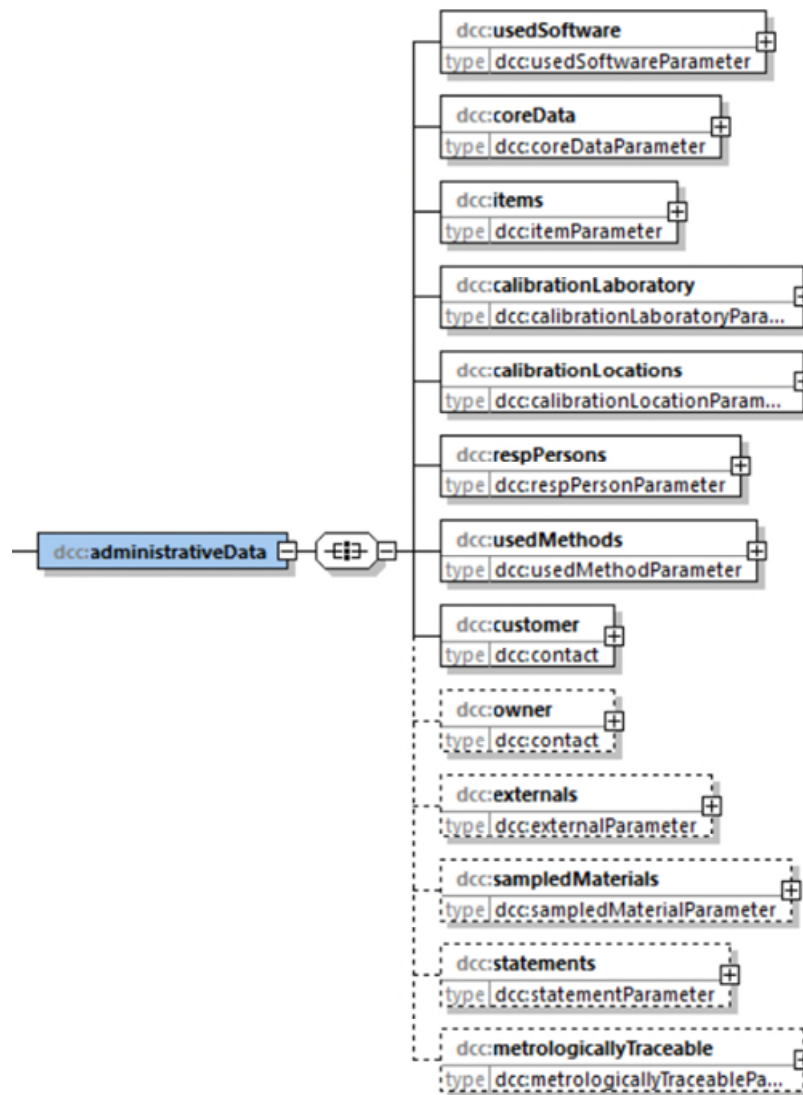 dcc:usedSoftware
type dcc:usedSoftwareParameter
dcc:coreData
type dcc:coreDataParameter
dcc:items
type dcc:itemParameter
dcc:calibrationLaboratory
type dcc:calibrationLaboratoryPara...
dcc:calibrationLocations
type dcc:calibrationLocationParam...
dcc:respPersons
type dcc:respPersonParameter
dcc:administrativeData
dcc:usedMethods
type dcc:usedMethodParameter
dcc:customer
type dcc:contact
dcc:owner
type dcc:contact
dcc:externals
type dcc:externalParameter
dcc:sampledMaterials
type dcc:sampledMaterialParameter
dcc:statements
type dcc:statementParameter
dcc:metrologicallyTraceable
type dcc:metrologicallyTraceablePa...